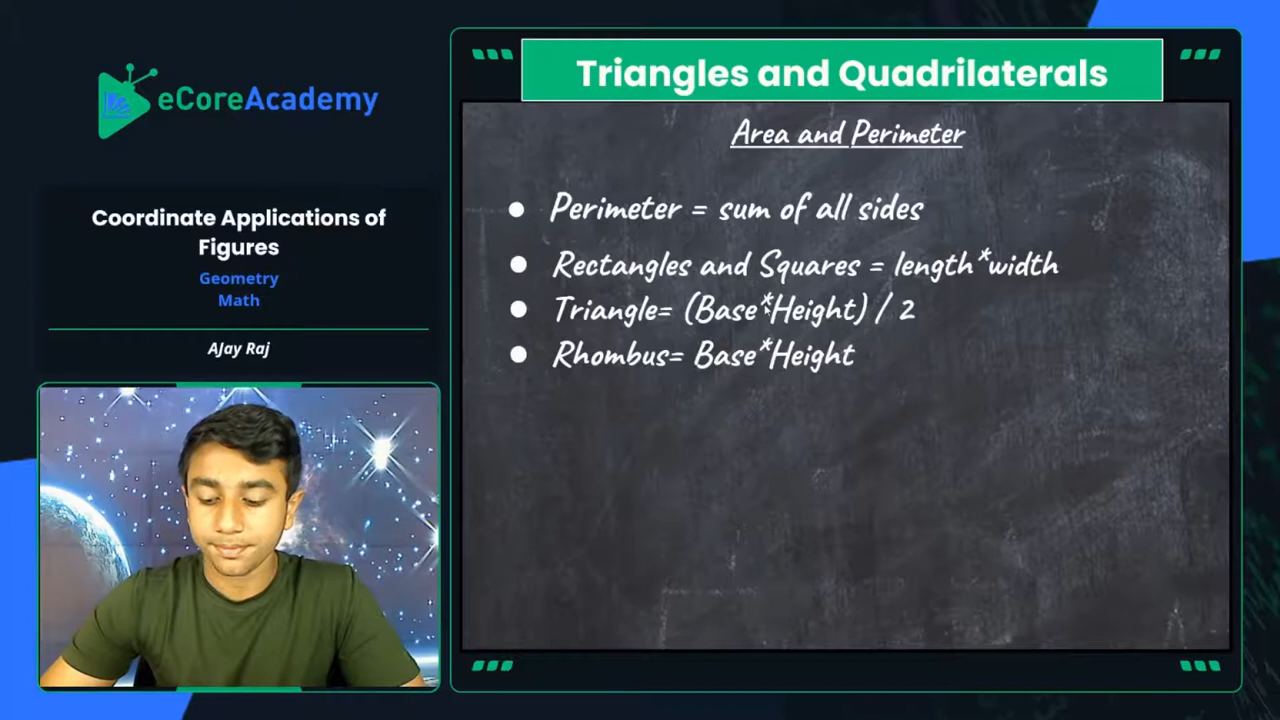 eCoreAcademy
Coordinate Applications of
Figures
Geometry
Math
AJay Raj
Triangles and Quadrilaterals
Area and Perimeter
● Perimeter = sum of all sides
● Rectangles and Squares = length*width
● Triangle= (Base*Height) / 2
● Rhombus= Base*Height